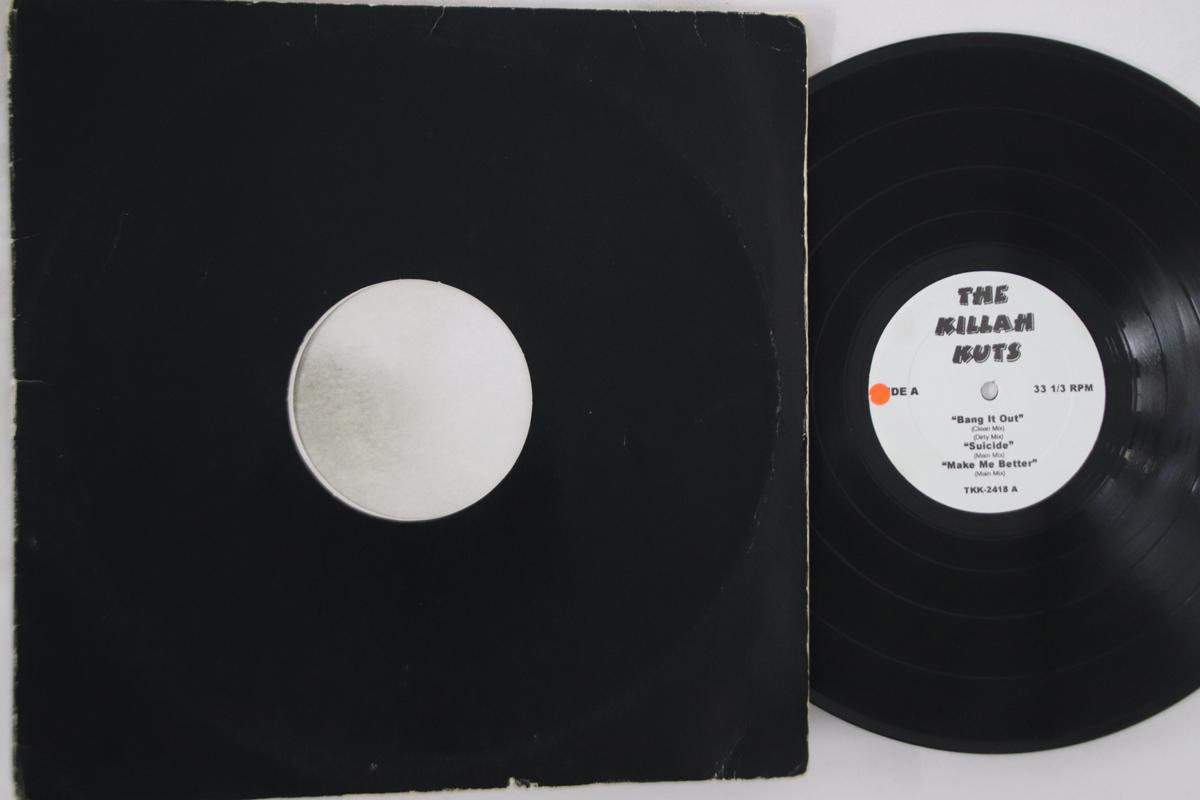 THE
KILLAH
KUTS
DE A
33 1/3 RPM
"Bang It Out"
(Clean Mix)
(Dirty Mix)
"Suicide"
(Main Mix)
"Make Me Better"
(Main Mix)
TKK-2418 A